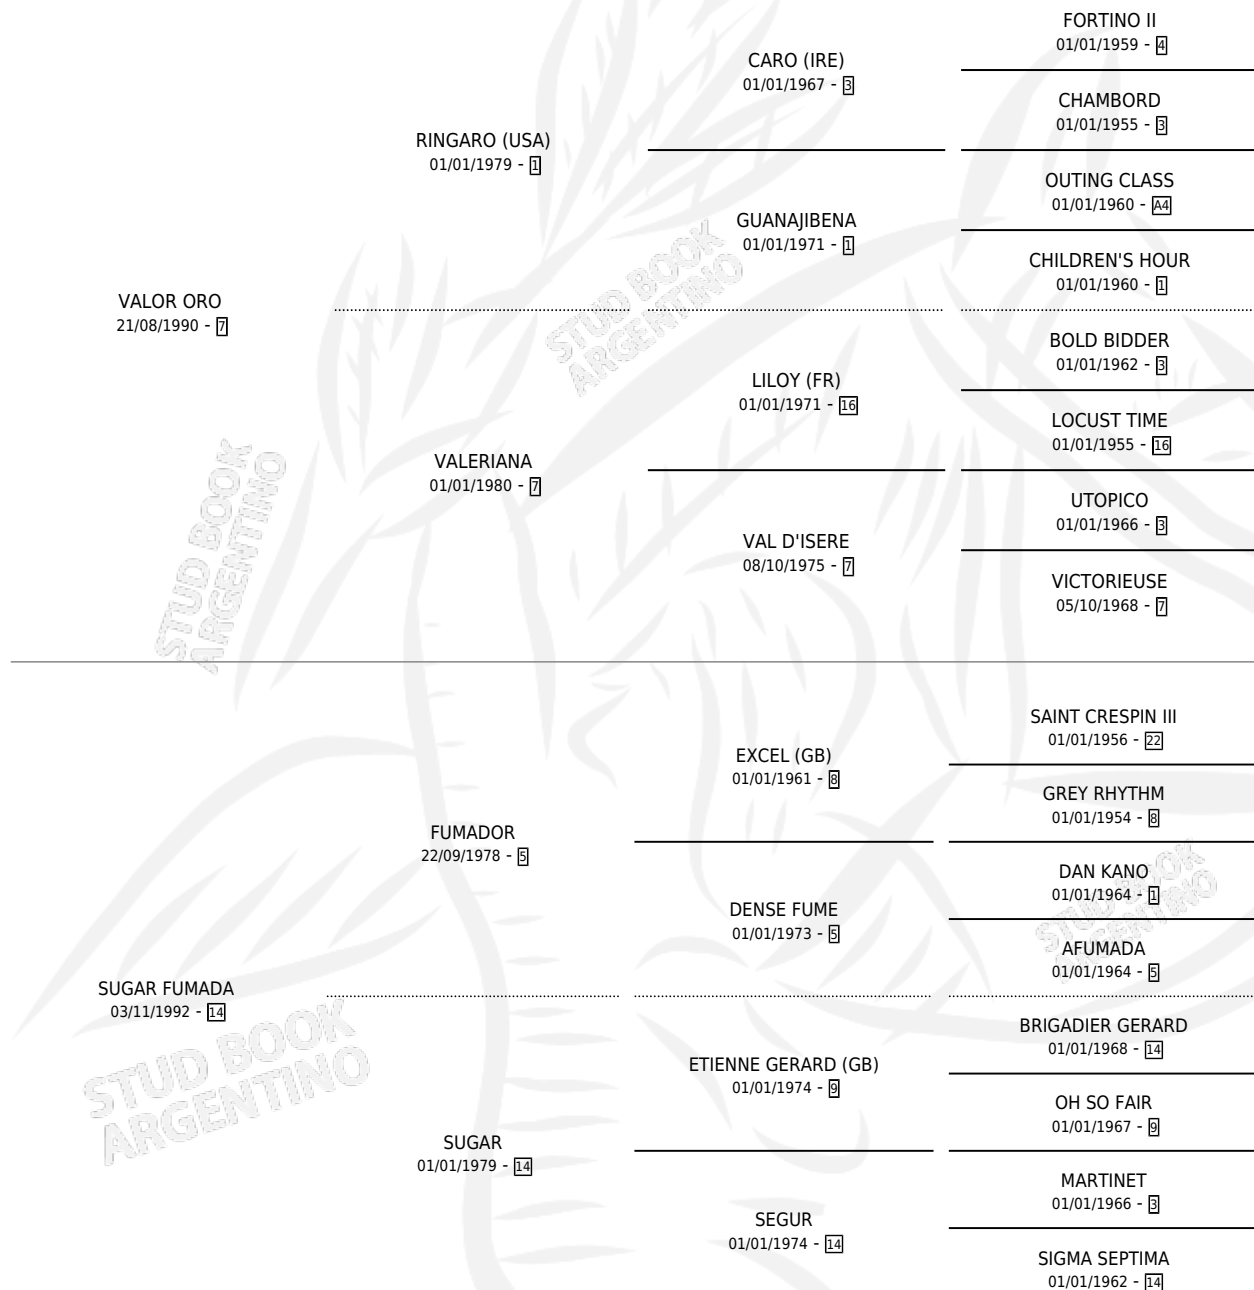 FORTINO II
01/01/1959 - 4
CARO (IRE)
01/01/1967 - 3
CHAMBORD
01/01/1955 - 3
RINGARO (USA)
01/01/1979 - 1
OUTING CLASS
01/01/1960 - A4
GUANAJIBENA
01/01/1971 - 1
CHILDREN'S HOUR
01/01/1960 - 1
VALOR ORO
21/08/1990 - 7
BOLD BIDDER
01/01/1962 - 3
LILOY (FR)
01/01/1971 - 16
LOCUST TIME
01/01/1955 - 16
VALERIANA
01/01/1980 - 7
UTOPICO
01/01/1966 - 3
VAL D'ISERE
08/10/1975 - 7
VICTORIEUSE
05/10/1968 - 7
STUD BOOK
ARGENTINO
STUD BOOK
ARGENTINO
SAINT CRESPIN III
01/01/1956 - 22
EXCEL (GB)
01/01/1961 - 8
GREY RHYTHM
01/01/1954 - 8
FUMADOR
22/09/1978 - 5
DAN KANO
01/01/1964 - 1
DENSE FUME
01/01/1973 - 5
AFUMADA
01/01/1964 - 5
STUD BOOK
ARGENTINO
SUGAR FUMADA
03/11/1992 - 14
BRIGADIER GERARD
01/01/1968 - 14
ETIENNE GERARD (GB)
01/01/1974 - 9
OH SO FAIR
01/01/1967 - 9
STUD BOOK
ARGENTINO
SUGAR
01/01/1979 - 14
MARTINET
01/01/1966 - 3
SEGUR
01/01/1974 - 14
SIGMA SEPTIMA
01/01/1962 - 14